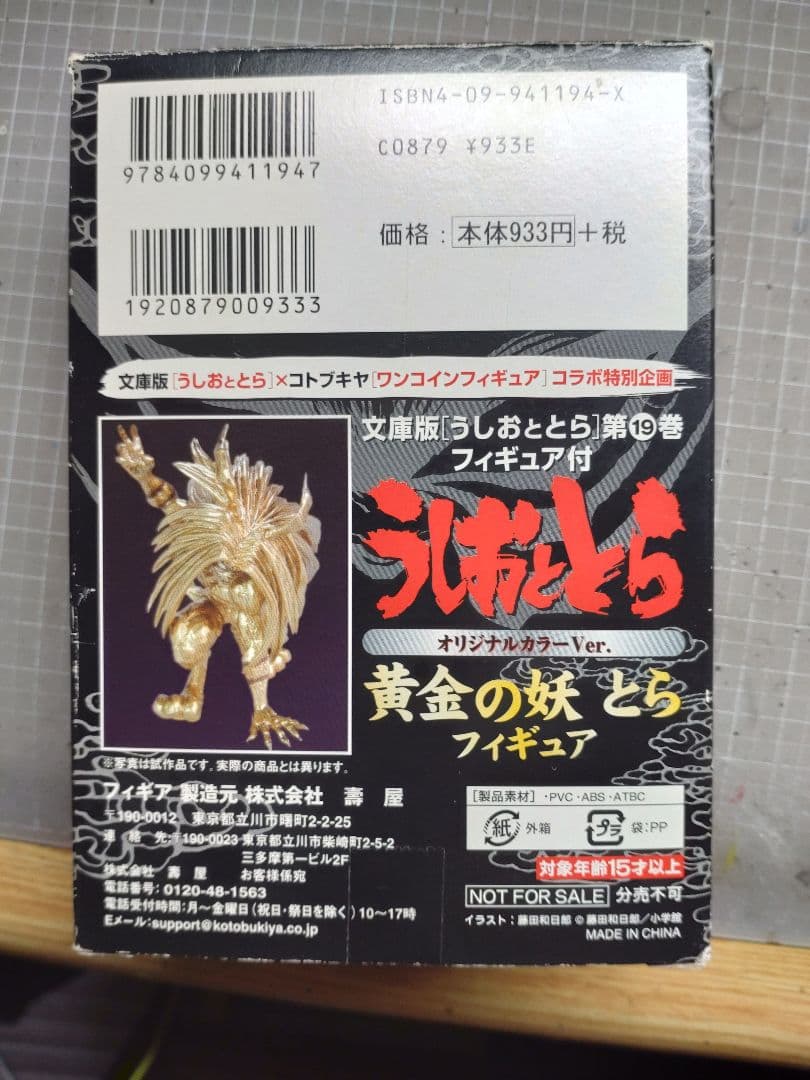 ISBN4-09-941194-X
9784099411947
C0879 ¥933E
価格：本体933円＋税
1920879009333
文庫版［うしおととら］×コトブキヤ［ワンコインフィギュア］コラボ特別企画
文庫版［うしおととら］第⑲巻
フィギュア付
うしおととら
オリジナルカラーVer.
黄金の妖 とら
フィギュア
※写真は試作品です。実際の商品とは異ります。
フィギア 製造元 株式会社 壽 屋
〒190-0012 東京都立川市曙町2-2-25
連 絡 先:〒190-0023 東京都立川市柴崎町2-5-2
三多摩第一ビル2F
株式会社 壽 屋 お客様係宛
電話番号: 0120-48-1563
電話受付時間:月～金曜日(祝日・祭日を除く)10～17時
Eメール:support@kotobukiya.co.jp
［製品素材］・PVC・ABS・ATBC
紙 外箱 プラ 袋:PP
対象年齢15才以上
NOT FOR SALE 分売不可
イラスト：藤田和日郎 © 藤田和日郎／小学館
MADE IN CHINA